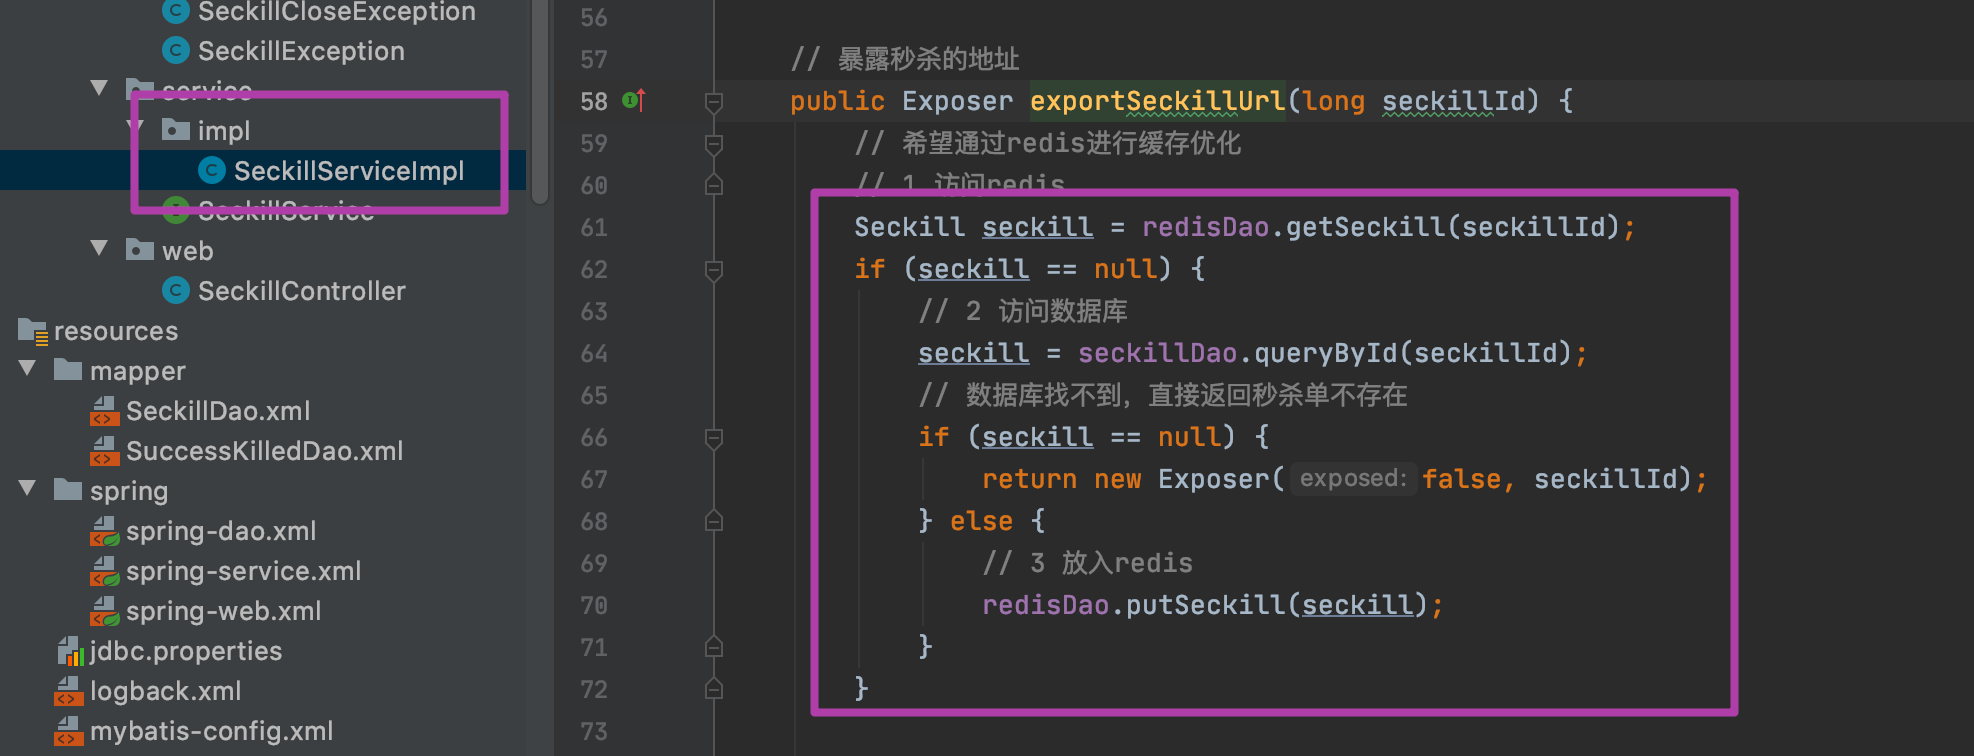 SeckillCloseException
SeckillException
service
impl
SeckillServiceImpl
SeckillService
web
SeckillController
resources
mapper
SeckillDao.xml
SuccessKilledDao.xml
spring
spring-dao.xml
spring-service.xml
spring-web.xml
jdbc.properties
logback.xml
mybatis-config.xml
56
57 // 暴露秒杀的地址
58 public Exposer exportSeckillUrl(long seckillId) {
59 // 希望通过redis进行缓存优化
60 // 1 访问redis
61 Seckill seckill = redisDao.getSeckill(seckillId);
62 if (seckill == null) {
63 // 2 访问数据库
64 seckill = seckillDao.queryById(seckillId);
65 // 数据库找不到，直接返回秒杀单不存在
66 if (seckill == null) {
67 return new Exposer( exposed: false, seckillId);
68 } else {
69 // 3 放入redis
70 redisDao.putSeckill(seckill);
71 }
72 }
73